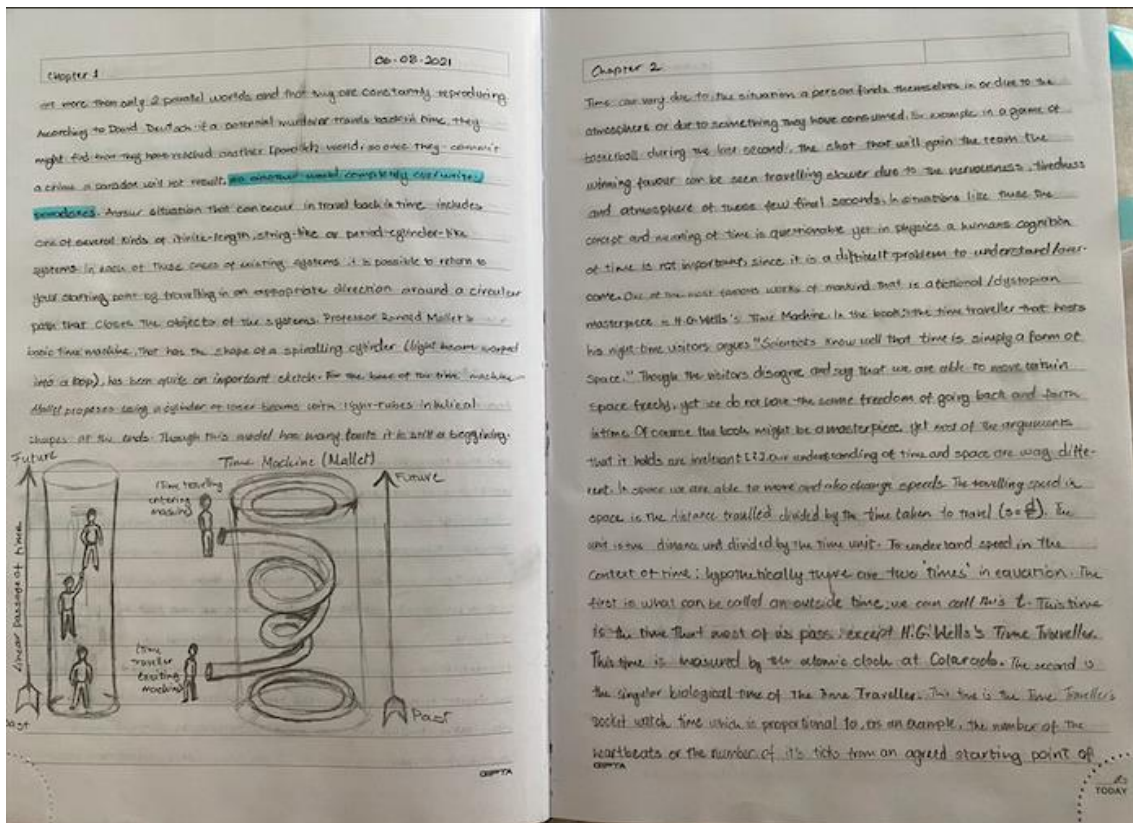 Chapter 1
06.08.2021
are more than only 2 parallel worlds and that they are constantly reproducing.
According to David Deutsch if a potential murderer travels back in time, they
might find that they have reached another [parallel] world, so once they commit
a crime a paradox will not result, as another world completely
paradoxes. situation that can occur in travel back in time includes
one of several kinds of -length, string-like or period-cylinder-like
systems. In each of these cases of existing systems it is possible to return to
your starting point by travelling in an appropriate direction around a circular
path that closes the objects of the systems. Professor Ronald Mallet's
basic time machine, that has the shape of a spiralling cylinder (light beam warped
into a loop), has been quite an important sketch. For the base of the time machine
Mallet proposes using a cylinder of laser beams with light-tubes in helical
shapes at the ends. Though this model has many faults it is still a beggining.
Future
Linear passage of time
Past
Time Machine (Mallet)
(Time travelling
entering
machine)
(Time
traveler
exiting
machine)
Future
Past
Chapter 2
Time can vary due to the situation a person finds themselves in or due to the
atmosphere or due to something they have consumed. For example in a game of
basketball during the last second, the shot that will gain the team the
winning favour can be seen travelling slower due to the nervousness, tiredness
and atmosphere of these few final seconds. In situations like these the
concept and meaning of time is questionable yet in physics a humans cognition
of time is not important, since it is a difficult problem to understand/over-
come. One of the most famous works of mankind that is a fictional/dystopian
masterpiece is H.G.Wells's Time Machine. In the book, the time traveller that hosts
his night-time visitors argues "Scientists know well that time is simply a form of
space." Though the visitors disagree and say that we are able to move certain
space freely, yet we do not have the same freedom of going back and forth
in time. Of course the book might be a masterpiece, yet most of the arguments
that it holds are irrelevant [2]. Our understanding of time and space are way diffe-
rent. In space we are able to move and also change speeds. The travelling speed in
space is the distance travelled divided by the time taken to travel (s=d/t). The
unit is the distance unit divided by the time unit. To understand speed in the
context of time; hypothetically there are two 'times' in equation. The
first is what can be called an outside time, we can call this t. This time
is the time that most of us pass, except H.G.Wells's Time Traveller.
This time is measured by the atomic clock at Colarado. The second is
the singular biological time of the Time Traveller. This time is the Time Traveller's
pocket watch time which is proportional to, as an example, the number of the
heartbeats or the number of it's ticks from an agreed starting point of
TODAY